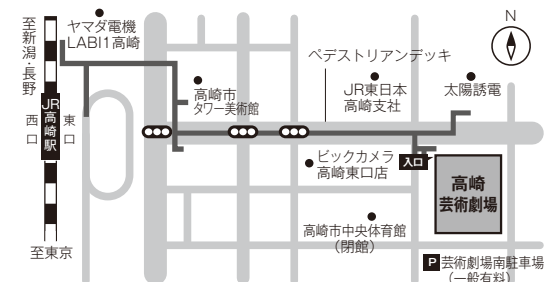 至新潟・長野
ヤマダ電機
LABI1高崎
N
ペデストリアンデッキ
高崎市
タワー美術館
JR東日本
高崎支社
太陽誘電
JR高崎駅
西口
東口
ビックカメラ
高崎東口店
入口
高崎
芸術劇場
高崎市中央体育館
（閉館）
至東京
P 芸術劇場南駐車場
（一般有料）